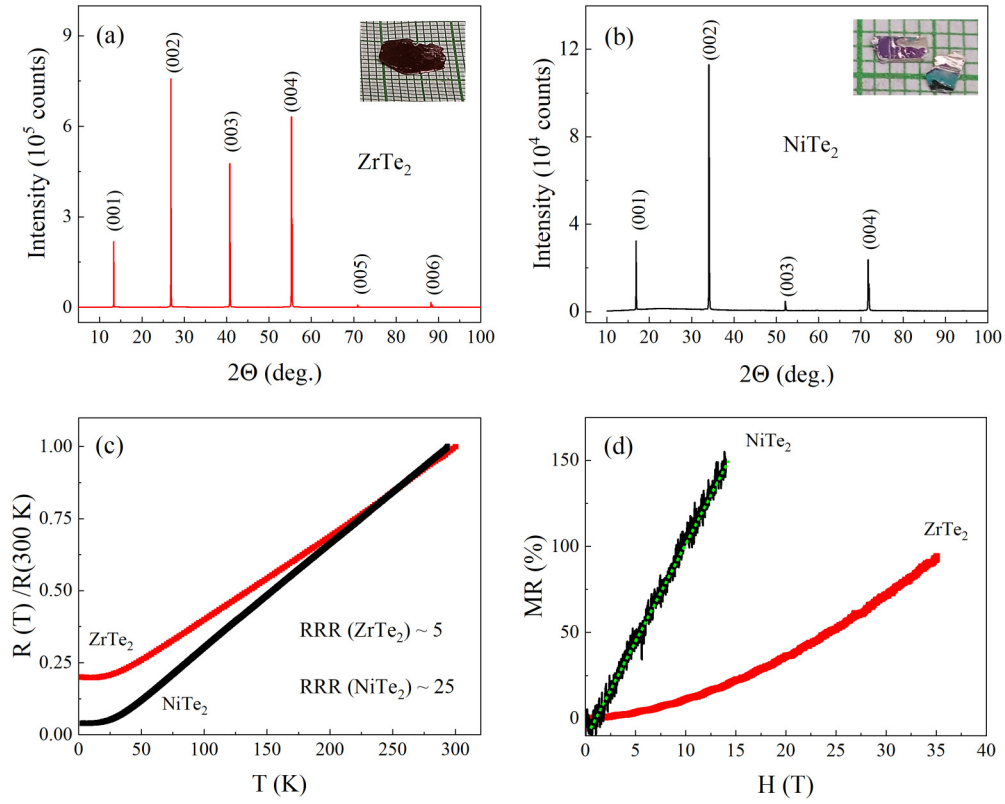 (a)
(001)
(002)
(003)
(004)
(005)
(006)
ZrTe₂
9
6
3
0
Intensity (10⁵ counts)
10 20 30 40 50 60 70 80 90 100
2Θ (deg.)
(b)
(001)
(002)
(003)
(004)
NiTe₂
12
8
4
0
Intensity (10⁴ counts)
10 20 30 40 50 60 70 80 90 100
2Θ (deg.)
(c)
1.00
0.75
0.50
0.25
0.00
R (T) /R(300 K)
ZrTe₂
NiTe₂
RRR (ZrTe₂) ~ 5
RRR (NiTe₂) ~ 25
0 50 100 150 200 250 300
T (K)
(d)
NiTe₂
ZrTe₂
150
100
50
0
MR (%)
0 5 10 15 20 25 30 35 40
H (T)